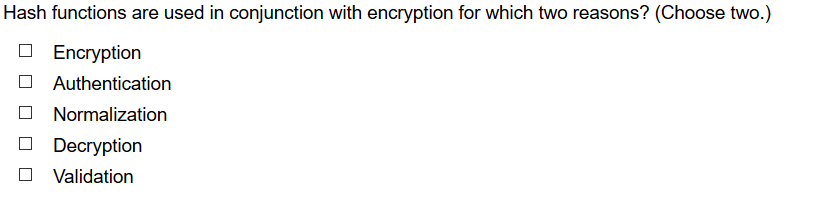 Hash functions are used in conjunction with encryption for which two reasons? (Choose two.)
Encryption
Authentication
Normalization
Decryption
Validation